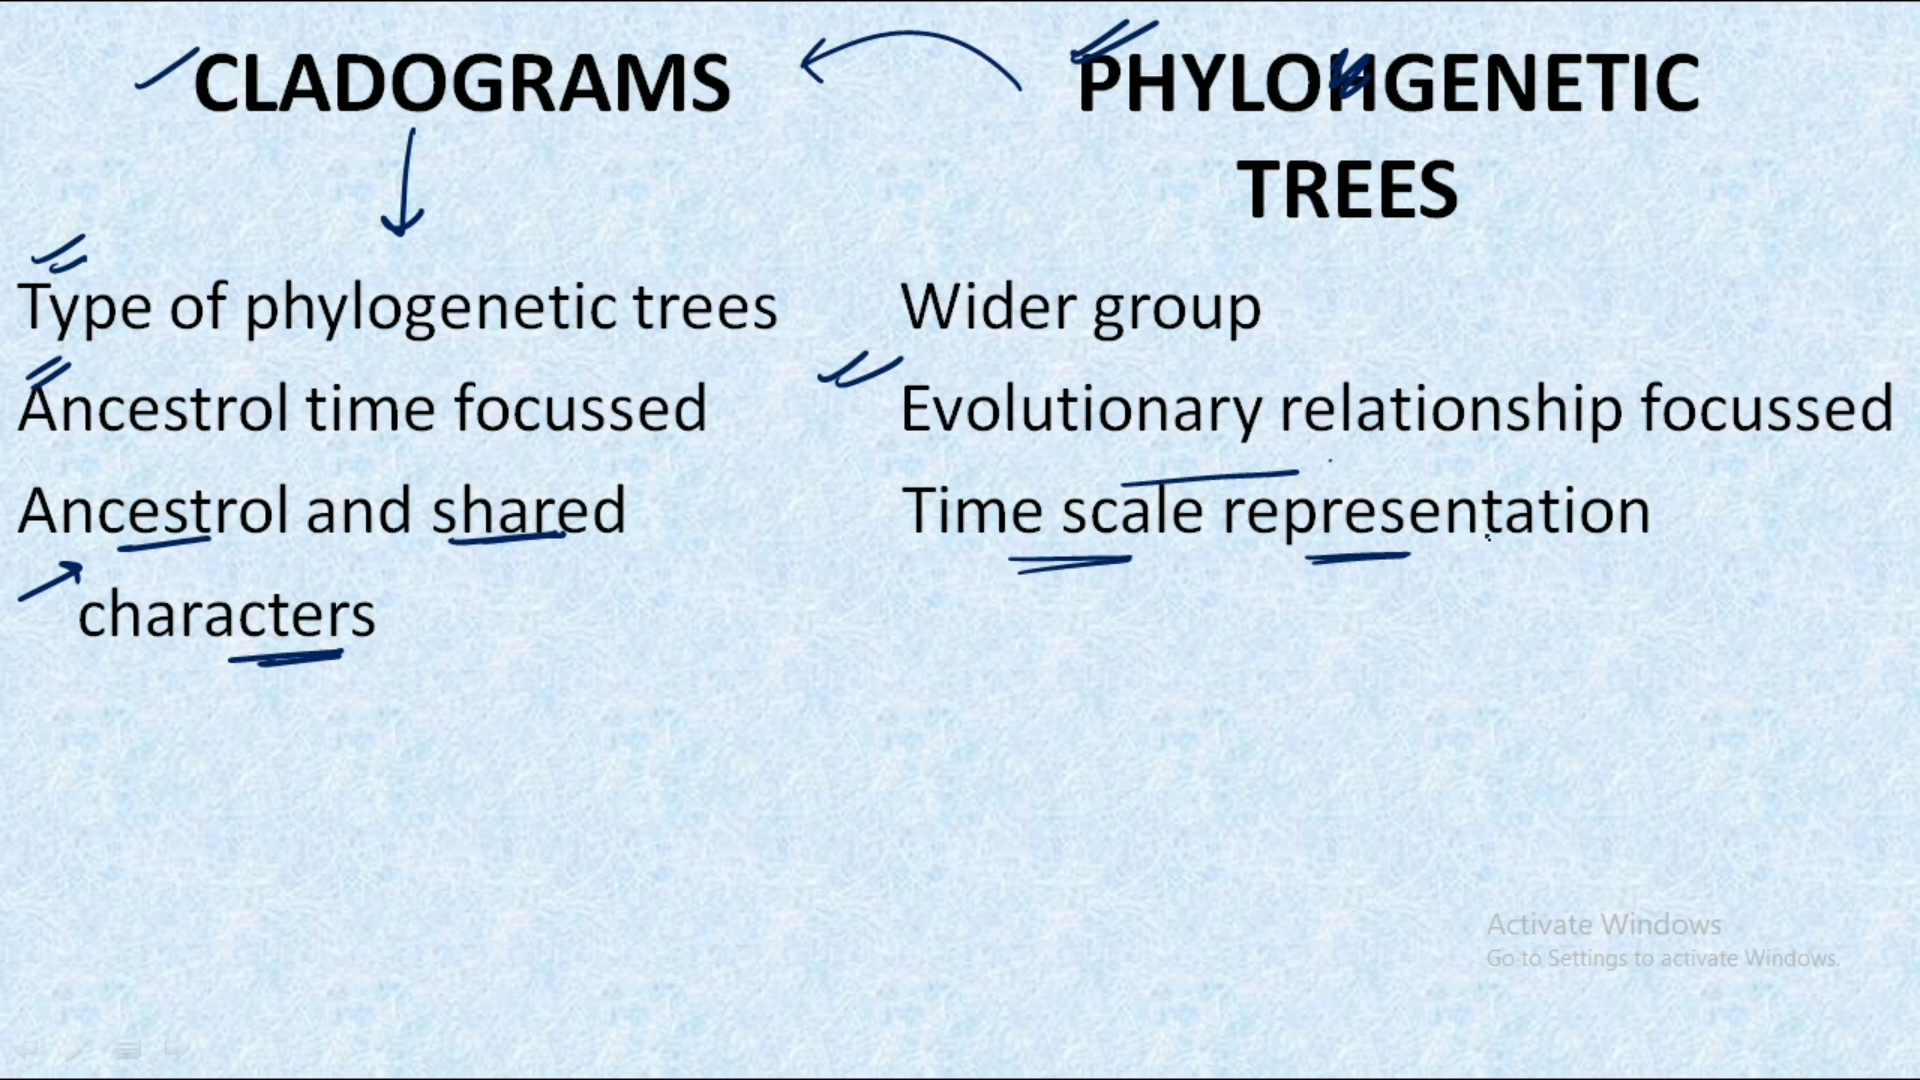 CLADOGRAMS
Type of phylogenetic trees
Ancestrol time focussed
Ancestrol and shared
characters
PHYLOHGENETIC
TREES
Wider group
Evolutionary relationship focussed
Time scale representation
Activate Windows
Go to Settings to activate Windows.